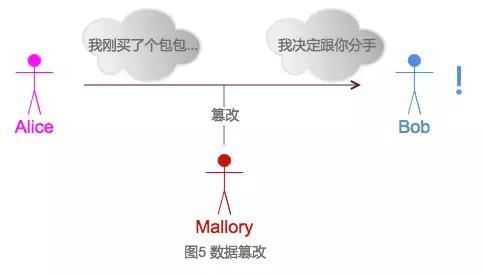 我刚买了个包包...
我决定跟你分手
!
篡改
Alice
Bob
Mallory
图5 数据篡改